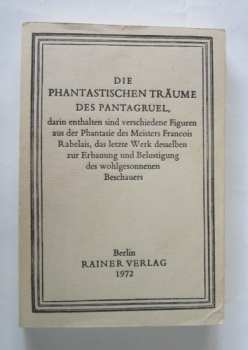 DIE
PHANTASTISCHEN TRÄUME
DES PANTAGRUEL,
darin enthalten sind verschiedene Figuren
aus der Phantasie des Meisters Francois
Rabelais, das letzte Werk desselben
zur Erbauung und Belustigung
des wohlgesonnenen
Beschauers
Berlin
RAINER VERLAG
1972